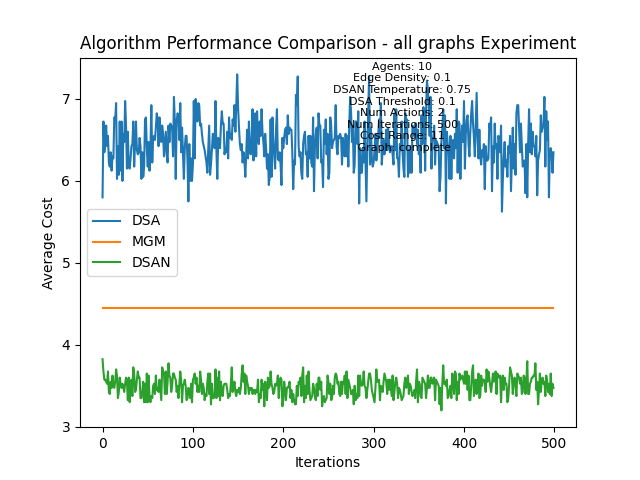 Algorithm Performance Comparison - all graphs Experiment
Agents: 10
Edge Density: 0.1
DSAN Temperature: 0.75
DSA Threshold: 0.1
Num Actions: 2
Num Iterations: 500
Cost Range: 11
Graph: complete
7
6
5
4
3
Average Cost
DSA
MGM
DSAN
0
100
200
300
400
500
Iterations